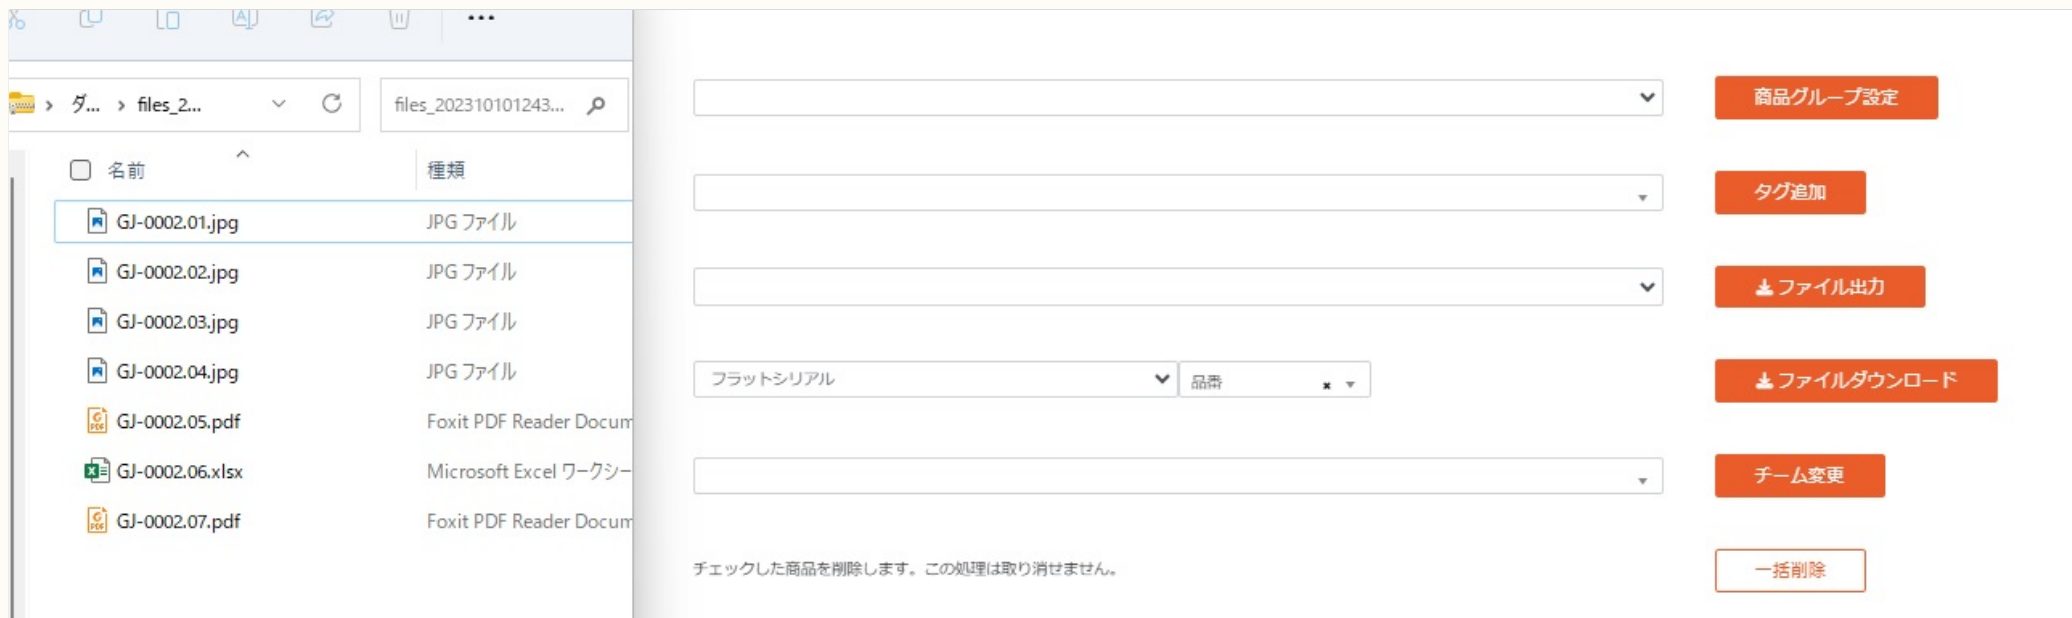 ダ... > files_2...
files_202310101243...
名前
種類
GJ-0002.01.jpg
JPG ファイル
GJ-0002.02.jpg
JPG ファイル
GJ-0002.03.jpg
JPG ファイル
GJ-0002.04.jpg
JPG ファイル
GJ-0002.05.pdf
Foxit PDF Reader Docum
GJ-0002.06.xlsx
Microsoft Excel ワークシー
GJ-0002.07.pdf
Foxit PDF Reader Docum
商品グループ設定
タグ追加
ファイル出力
フラットシリアル
品番
ファイルダウンロード
チーム変更
チェックした商品を削除します。この処理は取り消せません。
一括削除